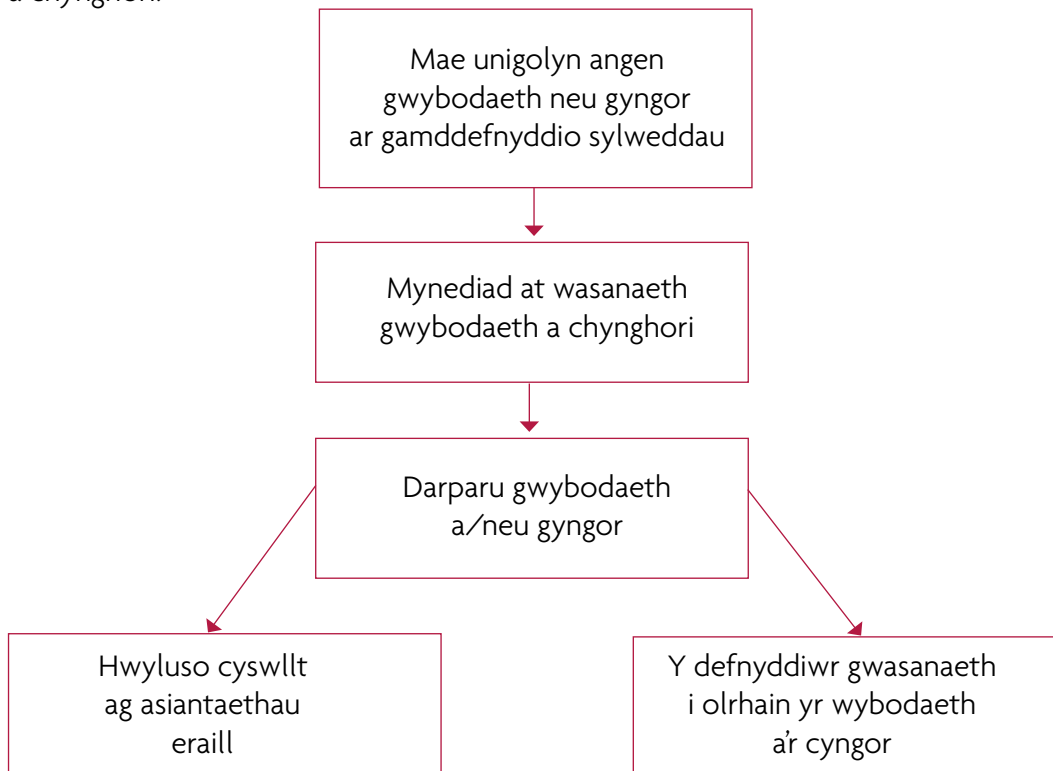 a chynghori.
Mae unigolyn angen
gwybodaeth neu gyngor
ar gamddefnyddio sylweddau
Mynediad at wasanaeth
gwybodaeth a chynghori
Darparu gwybodaeth
a/neu gyngor
Hwyluso cyswllt
ag asiantaethau
eraill
Y defnyddiwr gwasanaeth
i olrhain yr wybodaeth
a'r cyngor